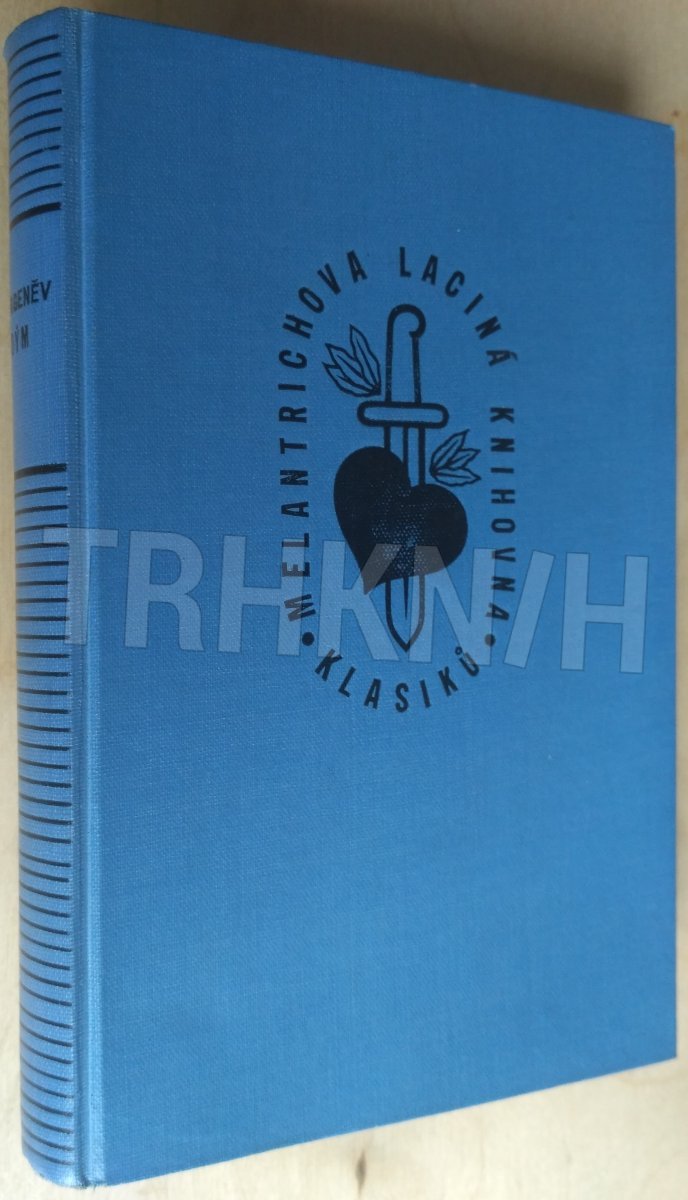 MELANTRICHOVA LACINÁ KNIHOVNA
• KLASIKŮ •
TRHKNIH